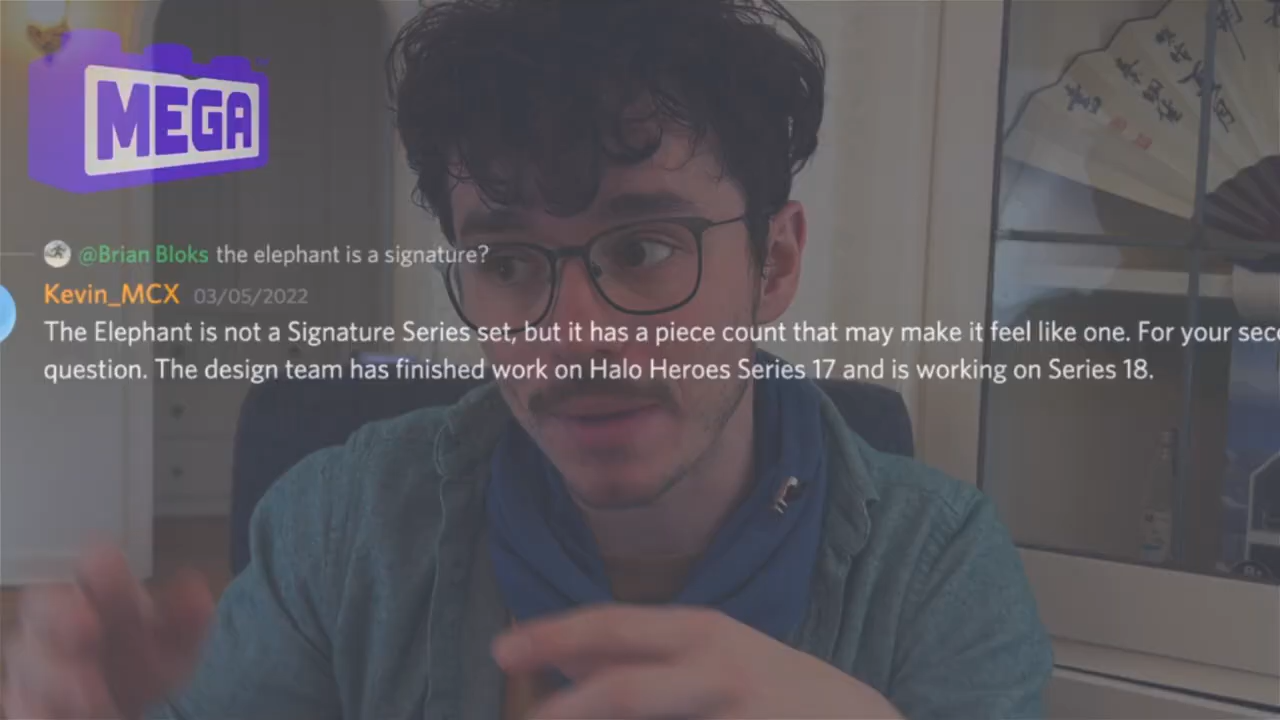 MEGA
@Brian Bloks the elephant is a signature?
Kevin_MCX 03/05/2022
The Elephant is not a Signature Series set, but it has a piece count that may make it feel like one. For your sec
question. The design team has finished work on Halo Heroes Series 17 and is working on Series 18.